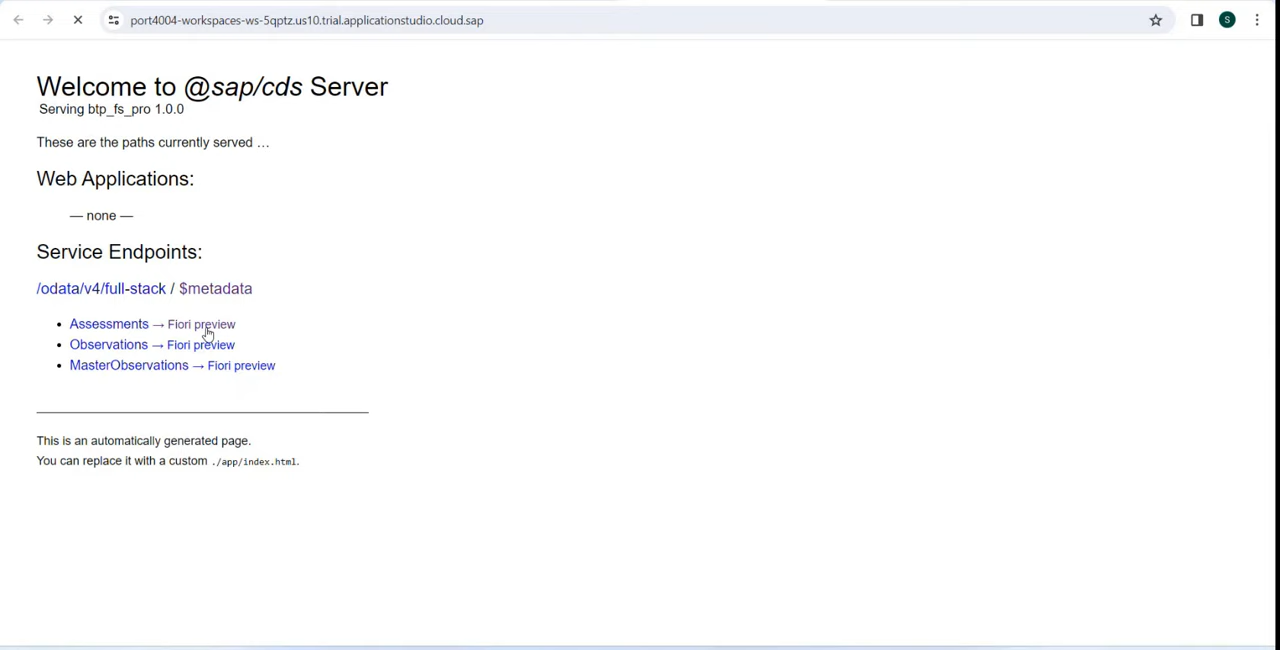 port4004-workspaces-ws-5qptz.us10.trial.applicationstudio.cloud.sap
S
Welcome to @sap/cds Server
Serving btp_fs_pro 1.0.0
These are the paths currently served …
Web Applications:
— none —
Service Endpoints:
/odata/v4/full-stack / $metadata
• Assessments → Fiori preview
• Observations → Fiori preview
• MasterObservations → Fiori preview
This is an automatically generated page.
You can replace it with a custom ./app/index.html.